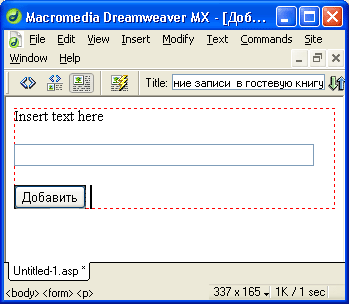 Macromedia Dreamweaver MX - [Доб...
File Edit View Insert Modify Text Commands Site
Window Help
Title: ние записи в гостевую книгу
Insert text here
Добавить
Untitled-1.asp *
<body> <form> <p> 337 x 165 1K / 1 sec